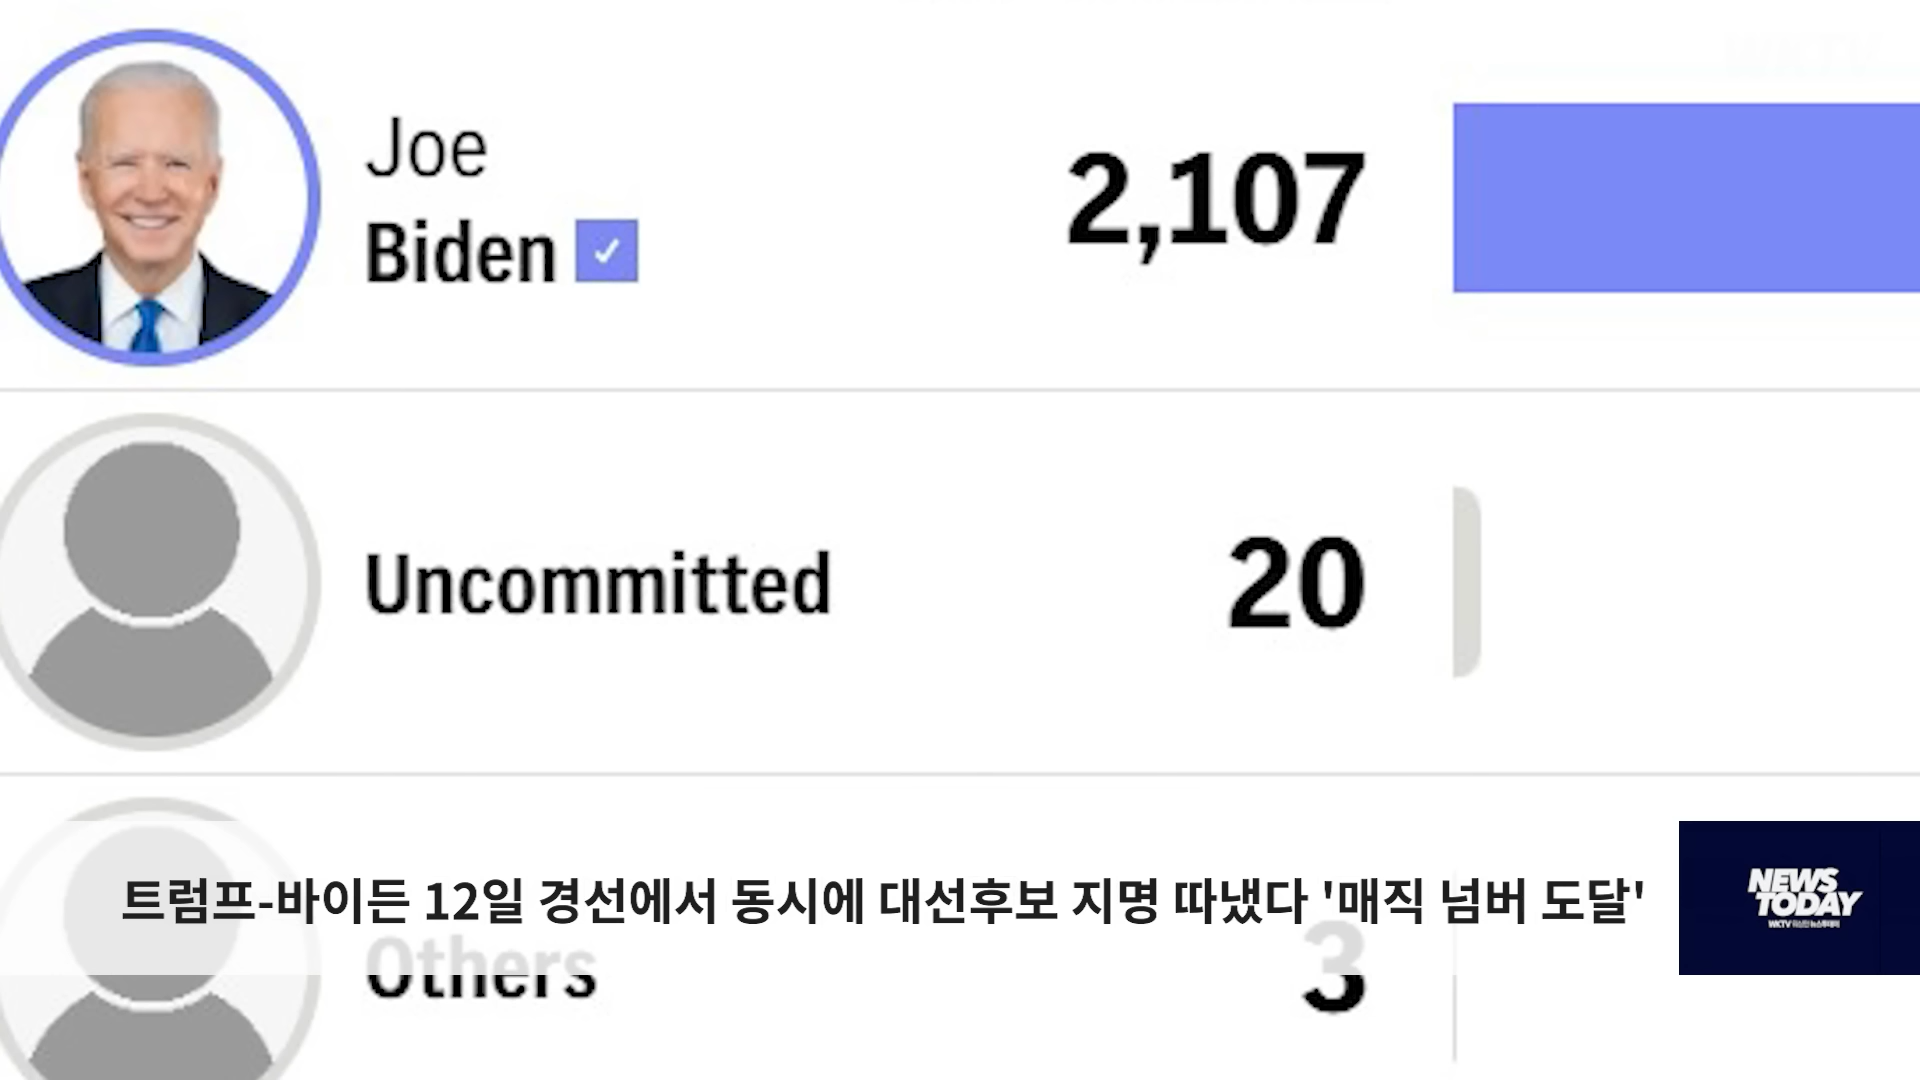 Joe
Biden
2,107
Uncommitted
20
트럼프-바이든 12일 경선에서 동시에 대선후보 지명 따냈다 '매직 넘버 도달'
Others
3
NEWS
TODAY